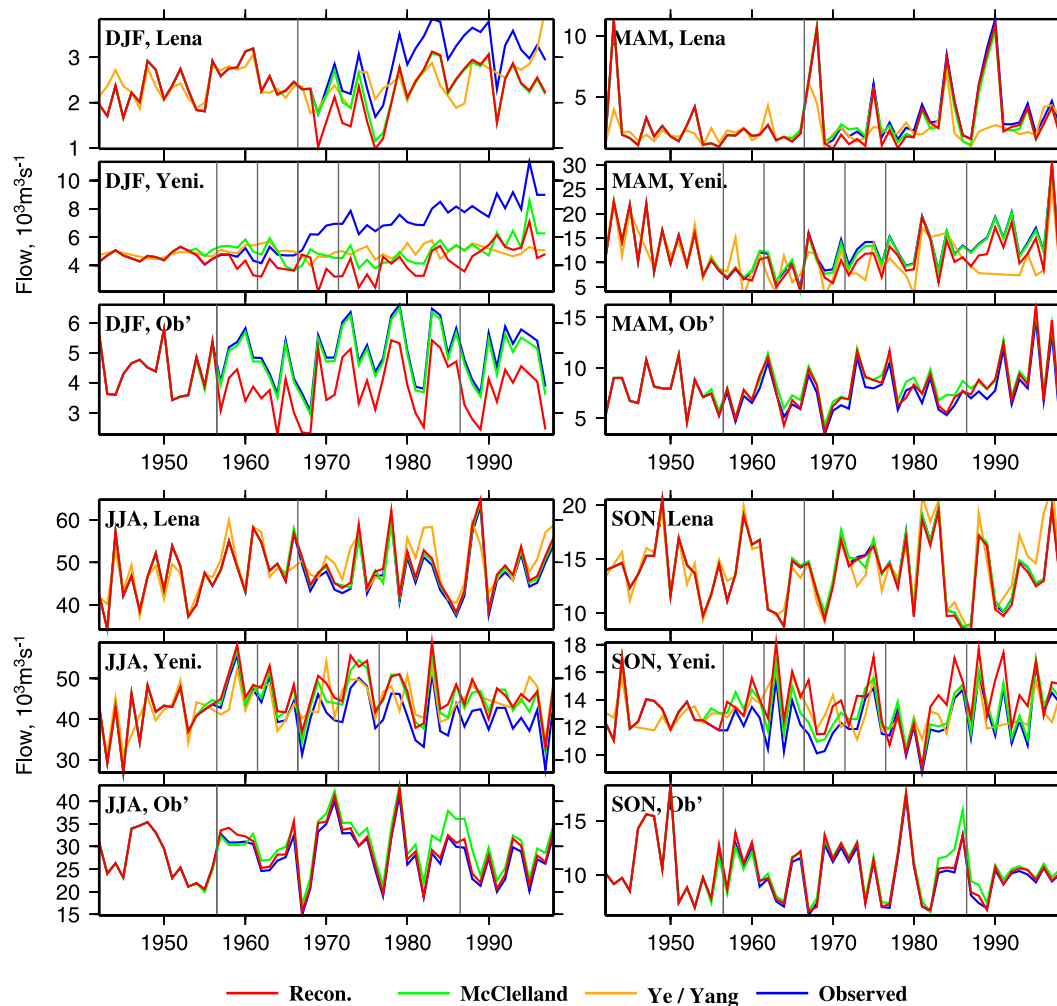 DJF, Lena
3
2
1
MAM, Lena
10
5
Flow, 10³m³s⁻¹
DJF, Yeni.
10
8
6
4
MAM, Yeni.
30
25
20
15
10
5
DJF, Ob’
6
5
4
3
MAM, Ob’
15
10
5
1950 1960 1970 1980 1990
1950 1960 1970 1980 1990
JJA, Lena
60
50
40
SON, Lena
20
15
10
Flow, 10³m³s⁻¹
JJA, Yeni.
50
40
30
SON, Yeni.
18
16
14
12
10
JJA, Ob’
40
35
30
25
20
15
SON, Ob’
15
10
1950 1960 1970 1980 1990
1950 1960 1970 1980 1990
Recon. McClelland Ye / Yang Observed